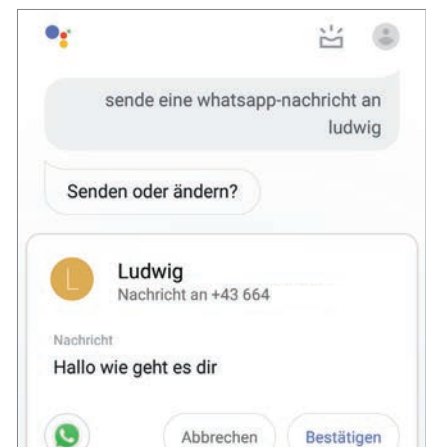 sende eine whatsapp-nachricht an
ludwig
Senden oder ändern?
L
Ludwig
Nachricht an +43 664
Nachricht
Hallo wie geht es dir
Abbrechen
Bestätigen